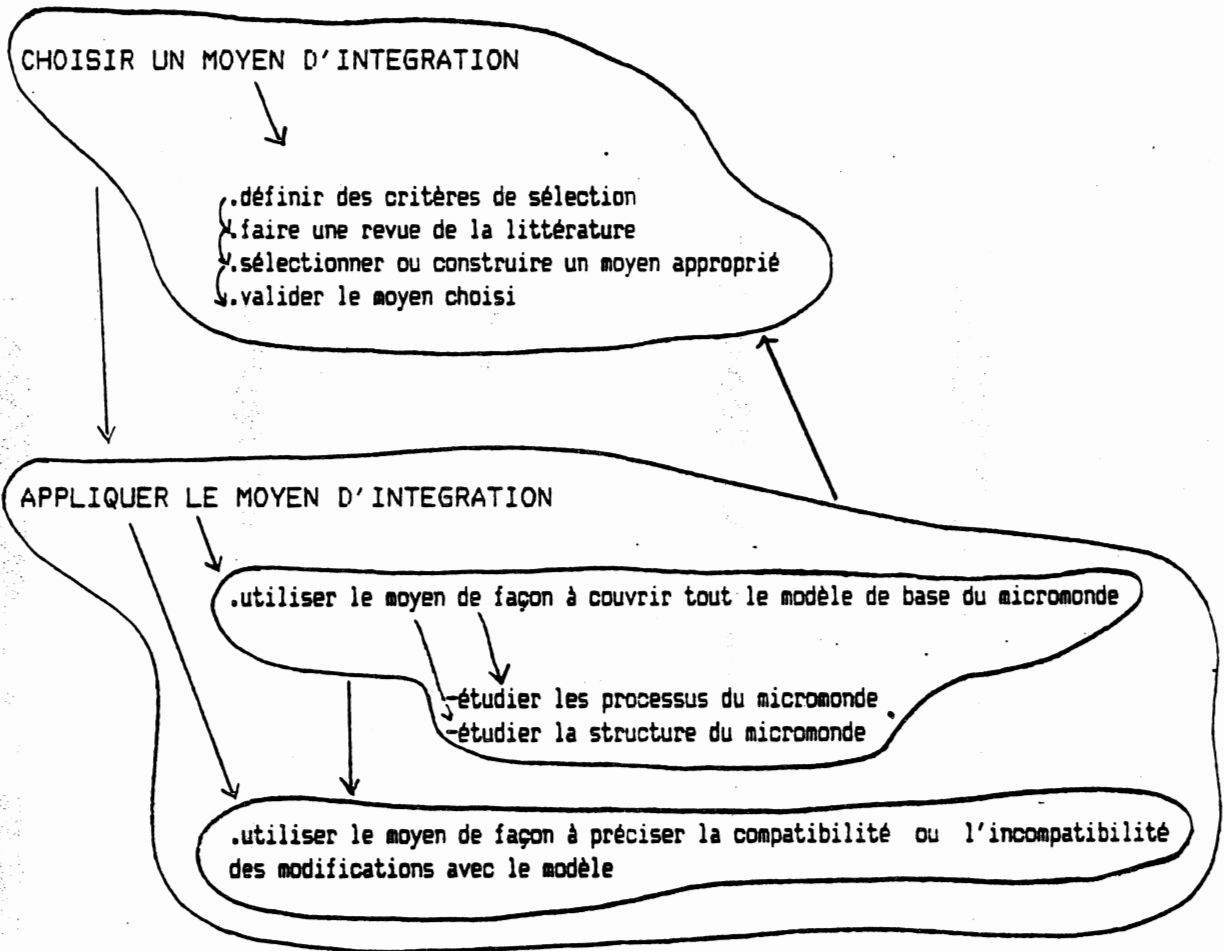 CHOISIR UN MOYEN D'INTEGRATION
.définir des critères de sélection
.faire une revue de la littérature
.sélectionner ou construire un moyen approprié
.valider le moyen choisi
APPLIQUER LE MOYEN D'INTEGRATION
.utiliser le moyen de façon à couvrir tout le modèle de base du micromonde
-étudier les processus du micromonde
-étudier la structure du micromonde
.utiliser le moyen de façon à préciser la compatibilité ou l'incompatibilité
des modifications avec le modèle